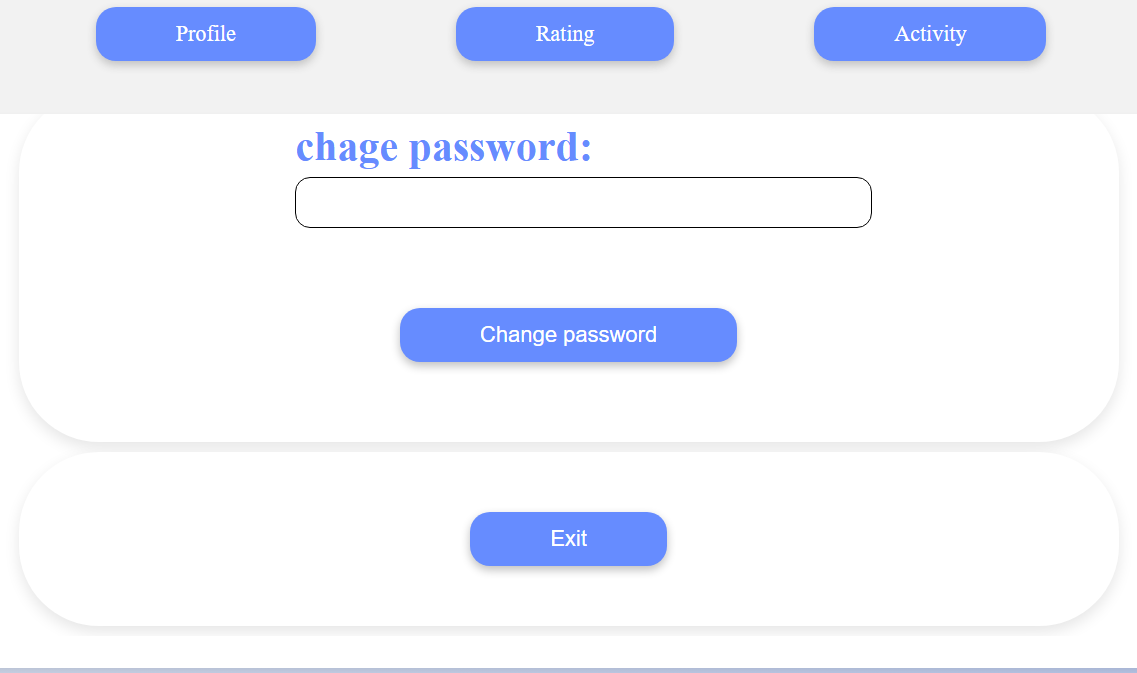 Profile Rating Activity
chage password:
Change password
Exit